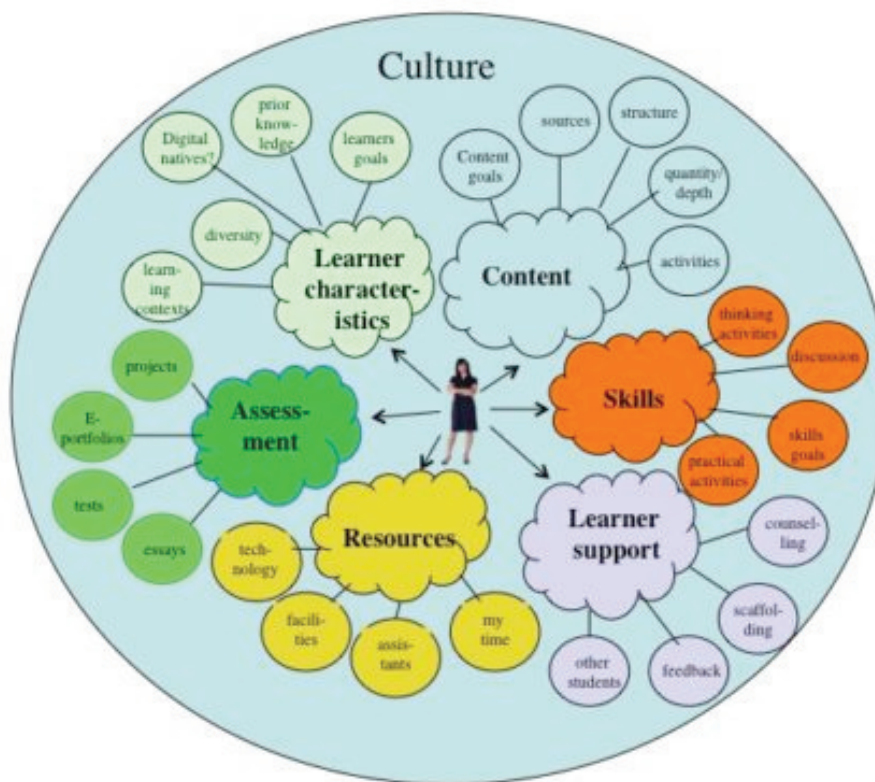 Culture
prior
know-
ledge
Digital
natives?
learners
goals
diversity
learn-
ing
contexts
Learner
character-
istics
Content
goals
sources
structure
quantity/
depth
activities
Content
thinking
activities
discussion
skills
goals
practical
activities
Skills
projects
E-
portfolios
tests
essays
Assess-
ment
Resources
tech-
nology
facili-
ties
assis-
tants
my
time
Learner
support
counsel-
ling
scaffol-
ding
feedback
other
students